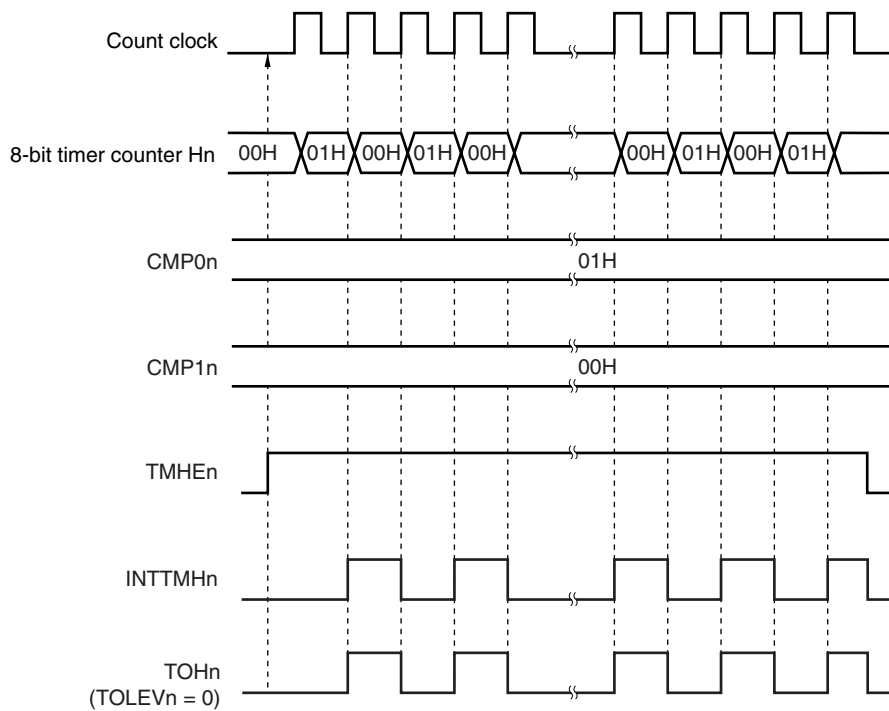 Count clock
8-bit timer counter Hn 00H 01H 00H 01H 00H 00H 01H 00H 01H
CMP0n 01H
CMP1n 00H
TMHEn
INTTMHn
TOHn
(TOLEVn = 0)